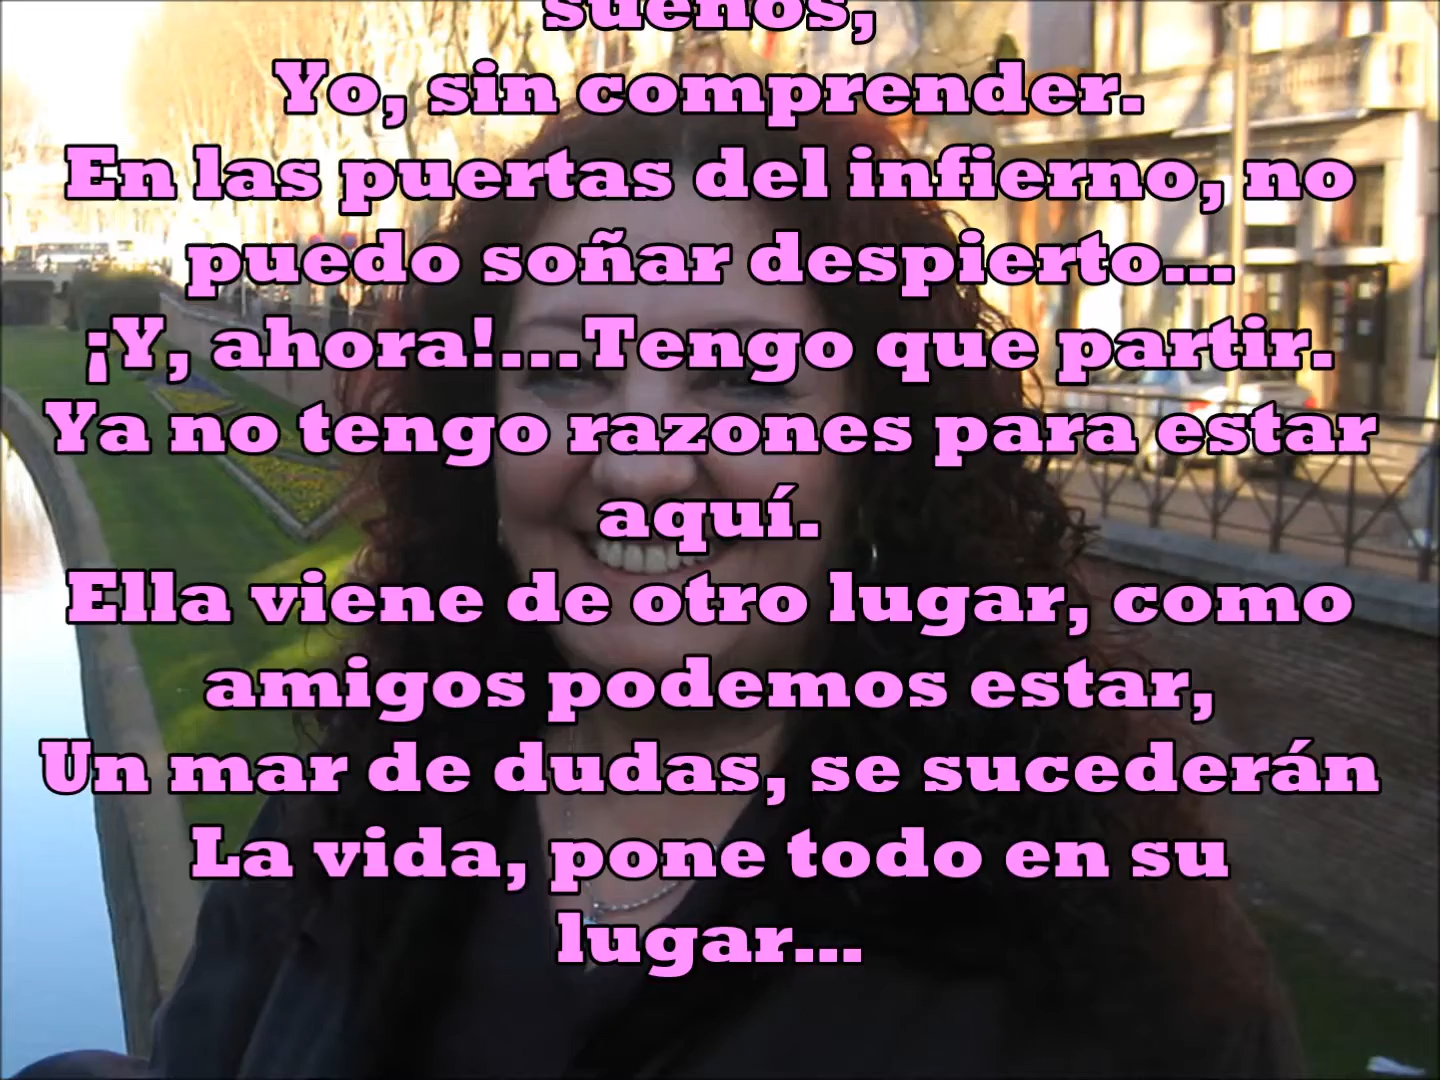 sueños,
Yo, sin comprender.
En las puertas del infierno, no
puedo soñar despierto...
¡Y, ahora!...Tengo que partir.
Ya no tengo razones para estar
aquí.
Ella viene de otro lugar, como
amigos podemos estar,
Un mar de dudas, se sucederán
La vida, pone todo en su
lugar...